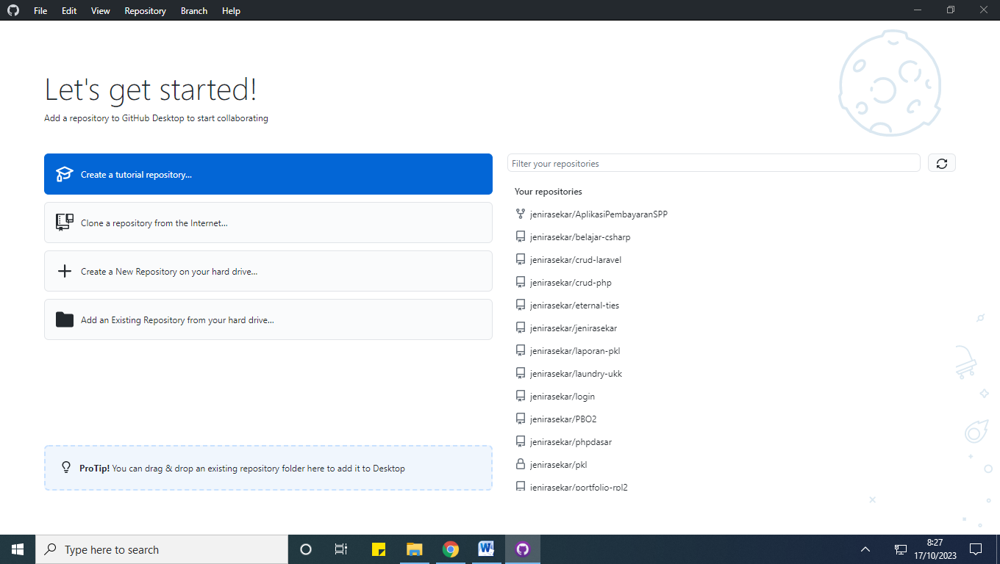 File Edit View Repository Branch Help
Let's get started!
Add a repository to GitHub Desktop to start collaborating
Create a tutorial repository...
Clone a repository from the Internet...
Create a New Repository on your hard drive...
Add an Existing Repository from your hard drive...
ProTip! You can drag & drop an existing repository folder here to add it to Desktop
Filter your repositories
Your repositories
jenirasekar/AplikasiPembayaranSPP
jenirasekar/belajar-csharp
jenirasekar/crud-laravel
jenirasekar/crud-php
jenirasekar/eternal-ties
jenirasekar/jenirasekar
jenirasekar/laporan-pkl
jenirasekar/laundry-ukk
jenirasekar/login
jenirasekar/PBO2
jenirasekar/phpdasar
jenirasekar/pkl
jenirasekar/portfolio-rpl2
Type here to search
8:27
17/10/2023